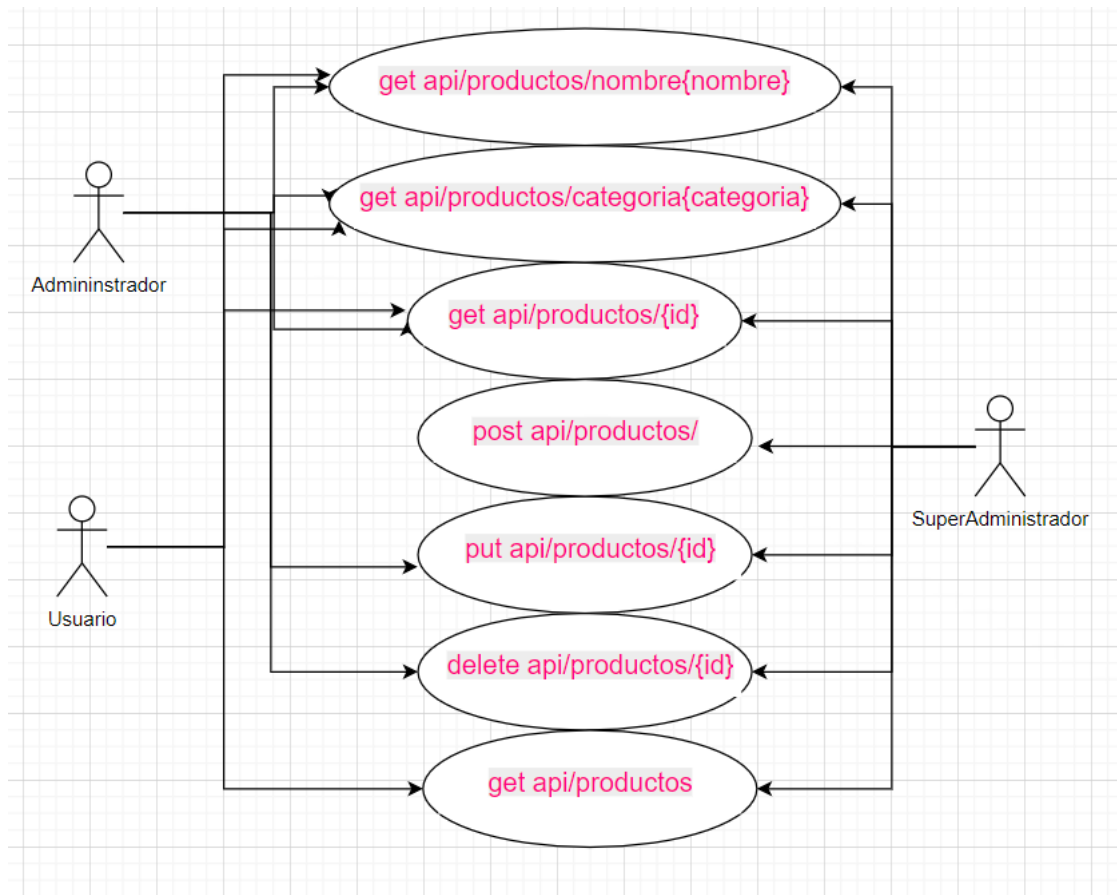 get api/productos/nombre{nombre}
get api/productos/categoria{categoria}
Admininstrador
get api/productos/{id}
post api/productos/
SuperAdministrador
put api/productos/{id}
Usuario
delete api/productos/{id}
get api/productos